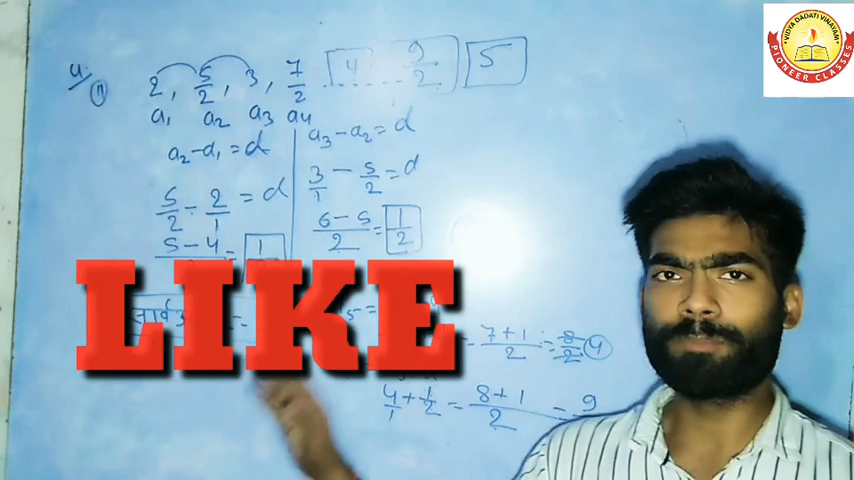 4/
(ii) 2, 5/2, 3, 7/2 ........ 4 9/2 5
a1 a2 a3 a4
a2-a1=d
a3-a2=d
5/2 - 2/1 = d
3/1 - 5/2 = d
5-4 = 1
6-5/2 = 1/2
LIKE
= 7+1/2 = 8/2 4
4/1 + 1/2 = 8+1/2 = 9
VIDYA DADATI VINAYAM
PIONEER CLASSES